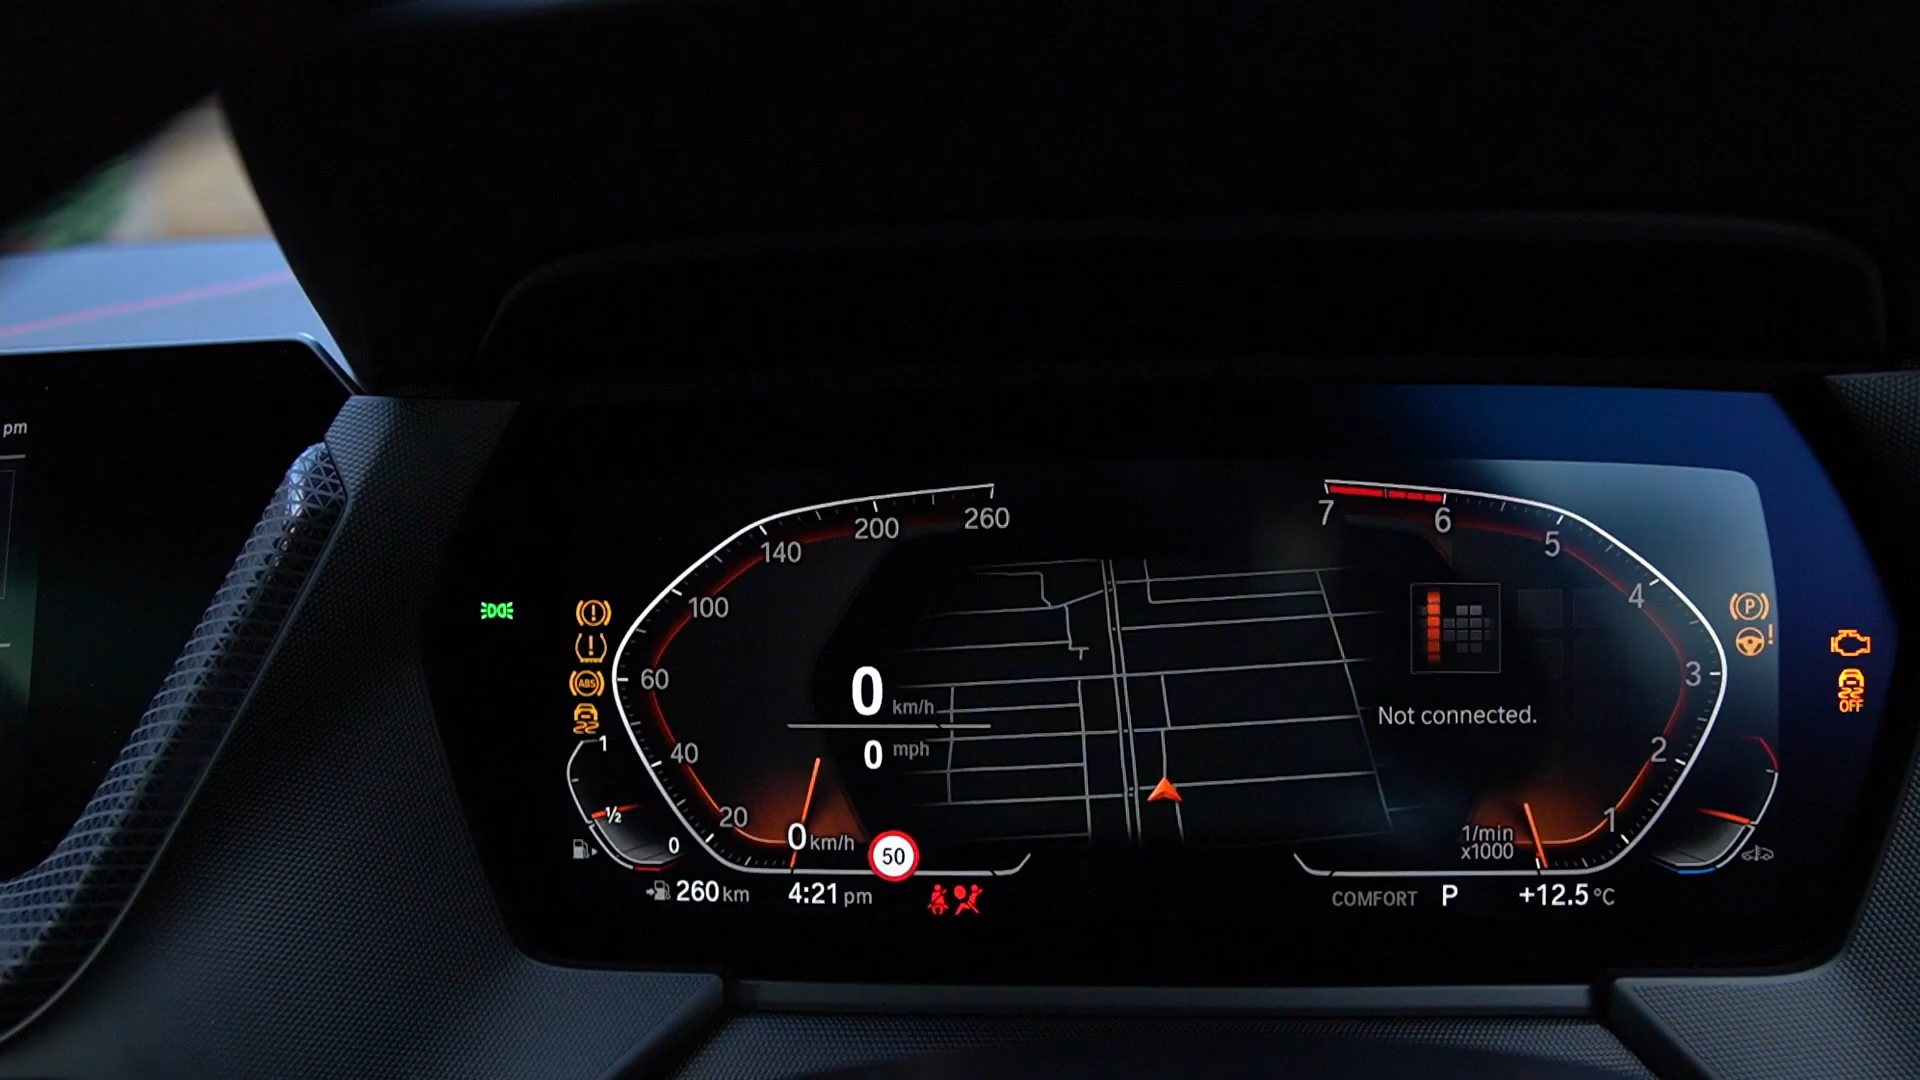 pm
260
200
140
100
60
40
20
7
6
5
4
3
2
1
0 km/h
0 mph
Not connected.
ABS
P
OFF
1
1/2
0
0 km/h
50
1/min
x1000
260 km
4:21 pm
COMFORT P +12.5 °C